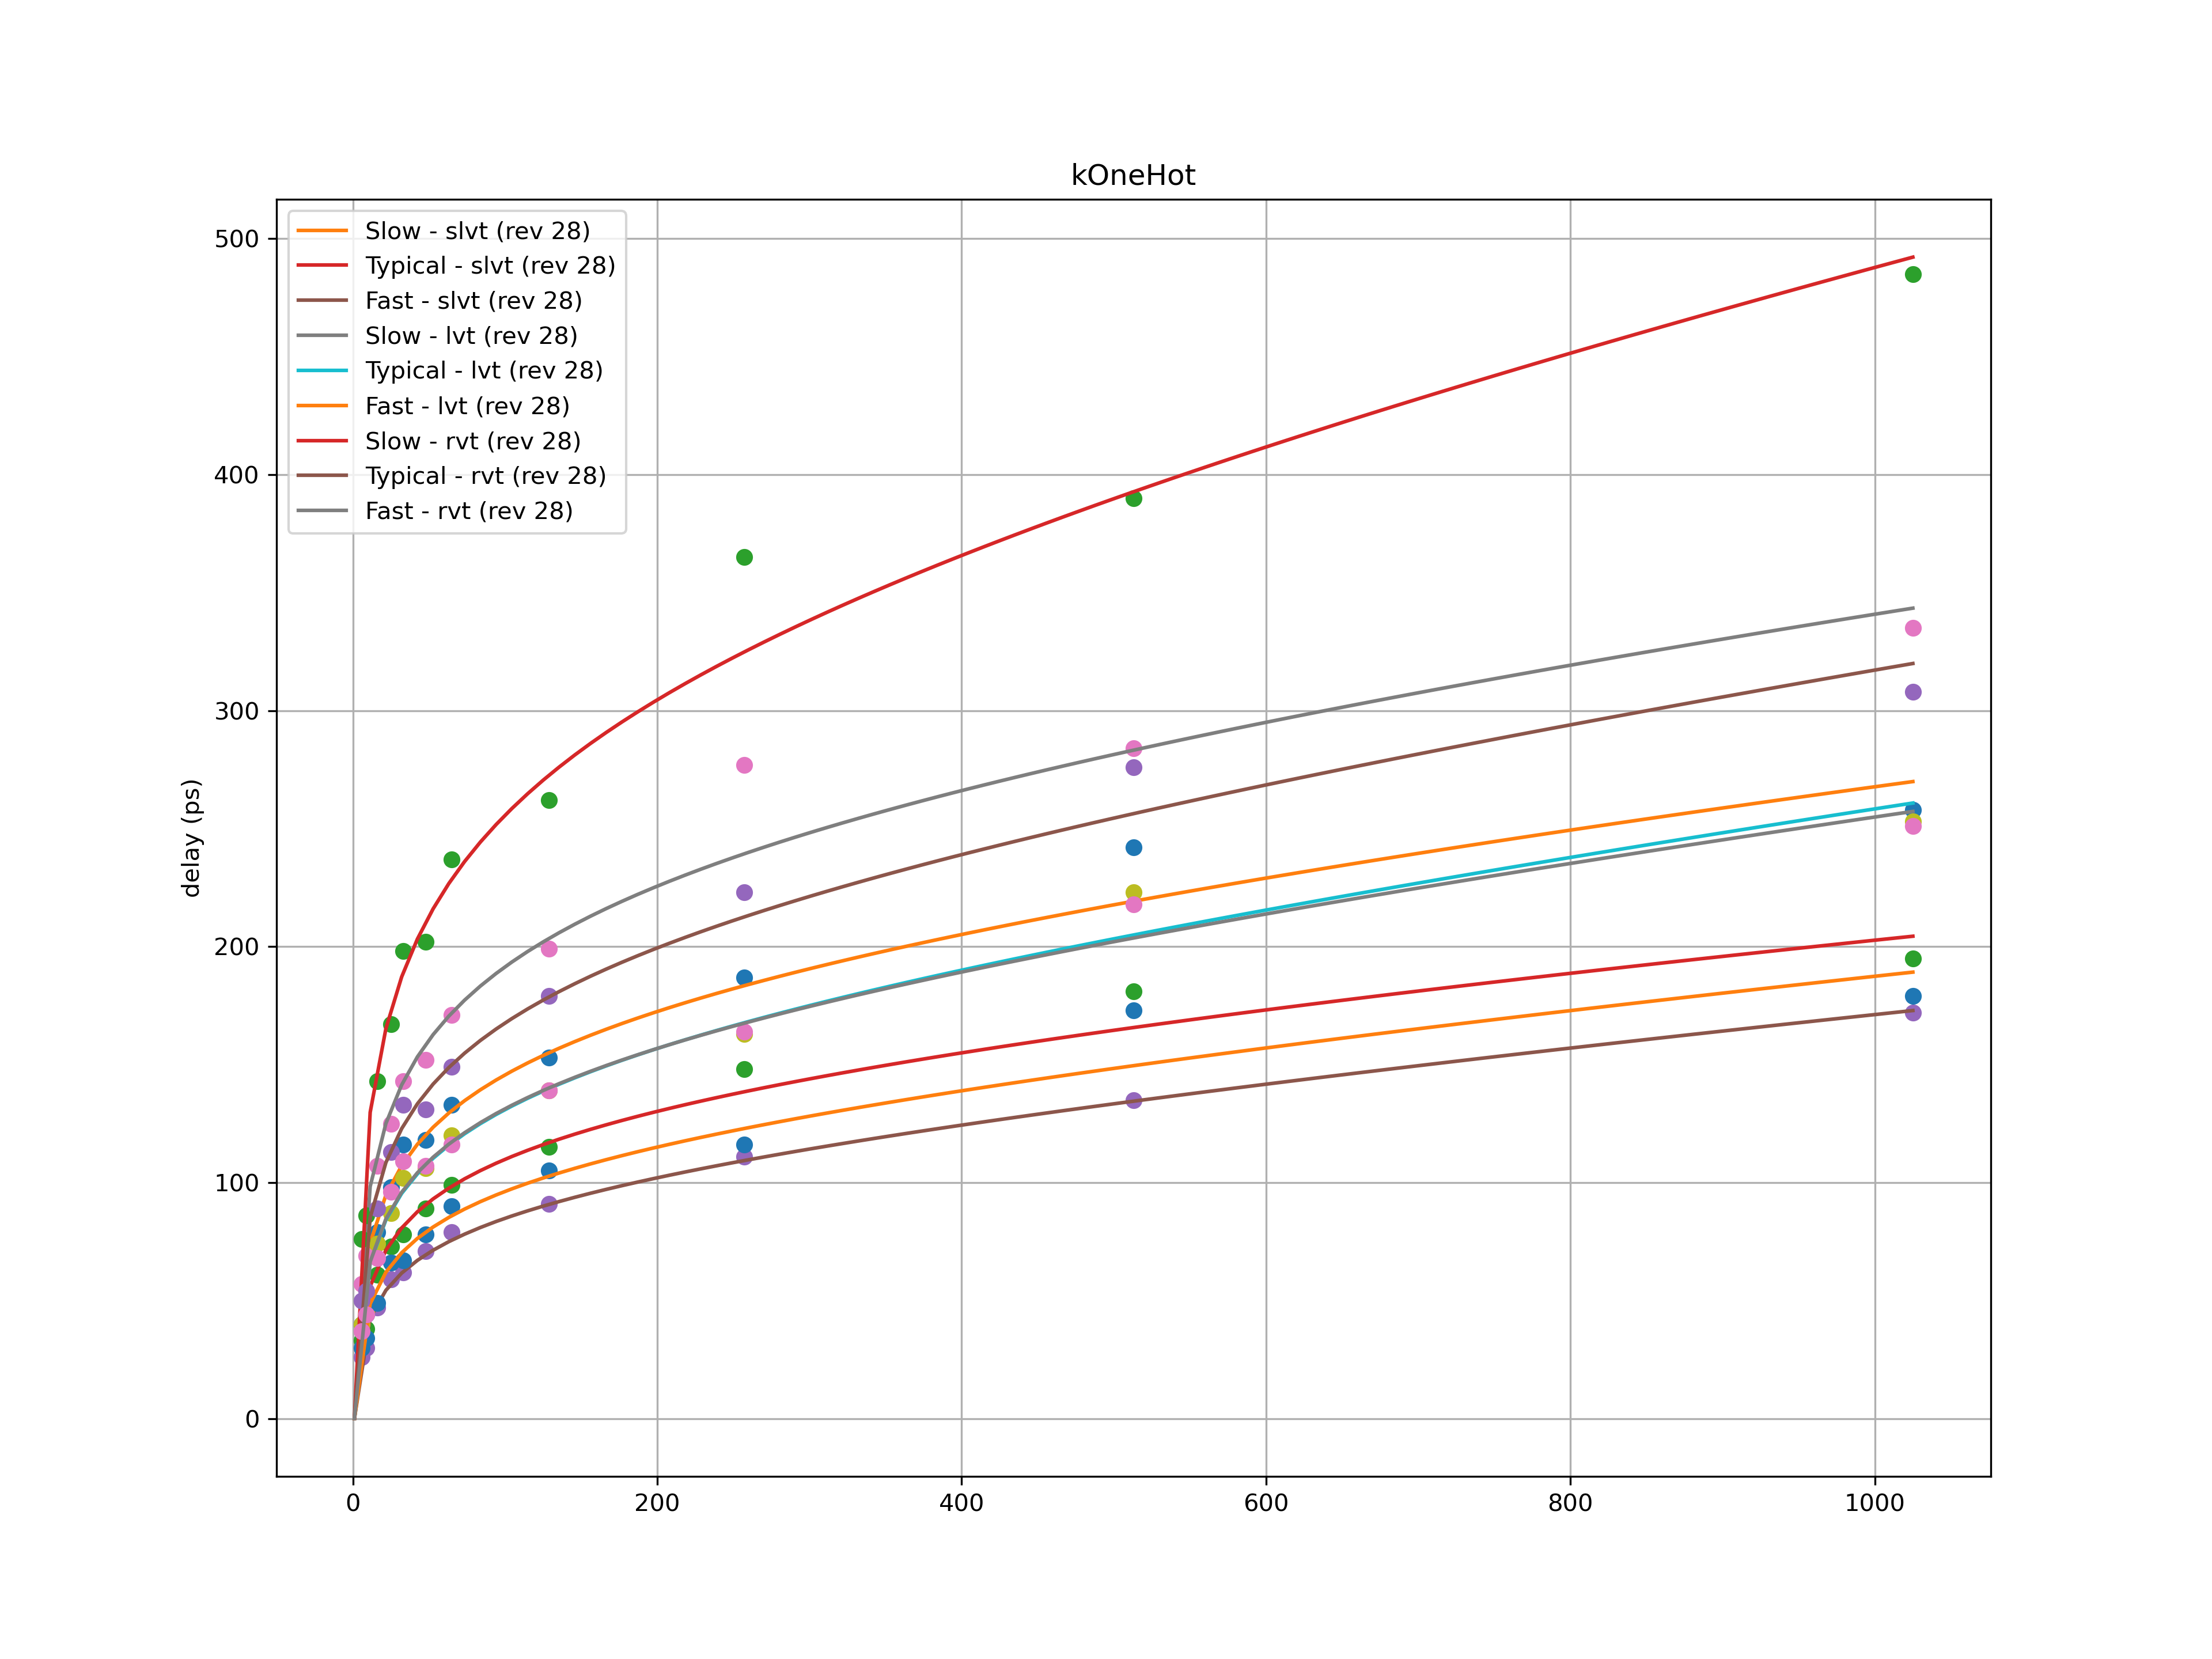 kOneHot
Slow - slvt (rev 28)
Typical - slvt (rev 28)
Fast - slvt (rev 28)
Slow - lvt (rev 28)
Typical - lvt (rev 28)
Fast - lvt (rev 28)
Slow - rvt (rev 28)
Typical - rvt (rev 28)
Fast - rvt (rev 28)
500
400
300
200
100
0
delay (ps)
0 200 400 600 800 1000